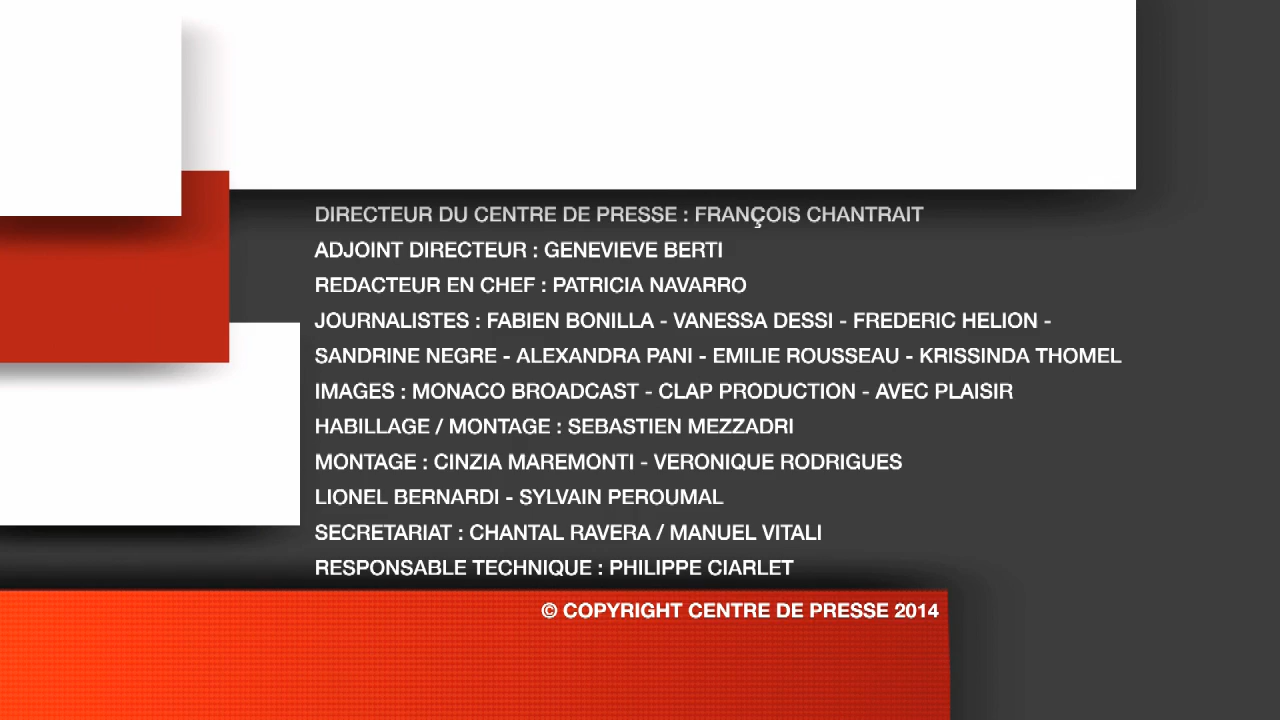 DIRECTEUR DU CENTRE DE PRESSE : FRANÇOIS CHANTRAIT
ADJOINT DIRECTEUR : GENEVIEVE BERTI
REDACTEUR EN CHEF : PATRICIA NAVARRO
JOURNALISTES : FABIEN BONILLA - VANESSA DESSI - FREDERIC HELION -
SANDRINE NEGRE - ALEXANDRA PANI - EMILIE ROUSSEAU - KRISSINDA THOMEL
IMAGES : MONACO BROADCAST - CLAP PRODUCTION - AVEC PLAISIR
HABILLAGE / MONTAGE : SEBASTIEN MEZZADRI
MONTAGE : CINZIA MAREMONTI - VERONIQUE RODRIGUES
LIONEL BERNARDI - SYLVAIN PEROUMAL
SECRETARIAT : CHANTAL RAVERA / MANUEL VITALI
RESPONSABLE TECHNIQUE : PHILIPPE CIARLET
© COPYRIGHT CENTRE DE PRESSE 2014